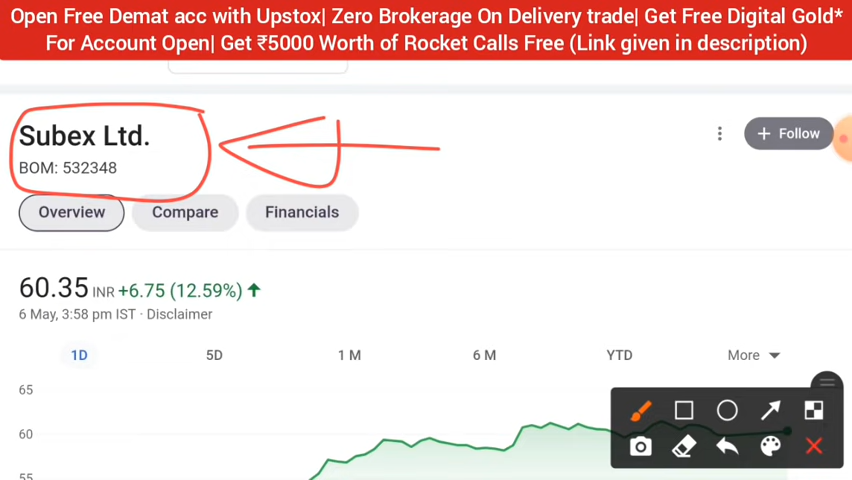 Open Free Demat acc with Upstox| Zero Brokerage On Delivery trade| Get Free Digital Gold*
For Account Open| Get ₹5000 Worth of Rocket Calls Free (Link given in description)
Subex Ltd.
BOM: 532348
+ Follow
Overview Compare Financials
60.35 INR +6.75 (12.59%) ↑
6 May, 3:58 pm IST · Disclaimer
1D 5D 1 M 6 M YTD More
65
60
55